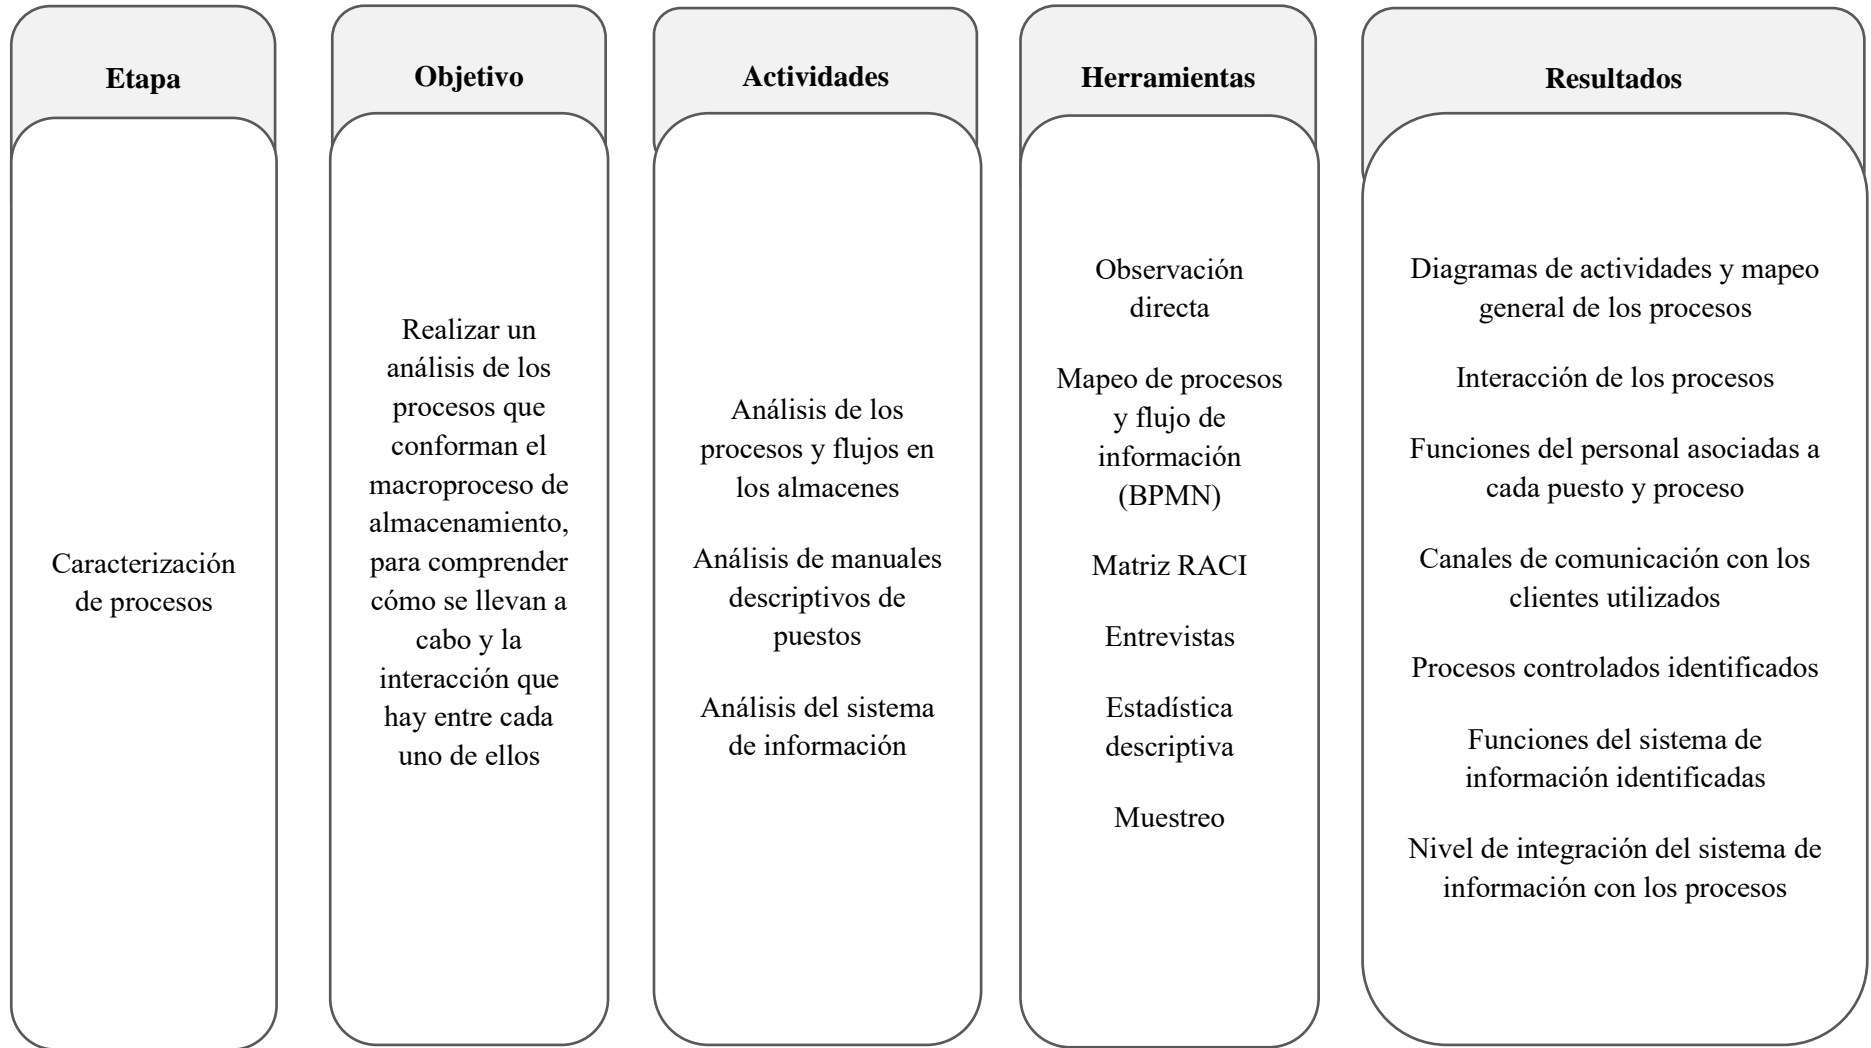 Etapa
Caracterización
de procesos
Objetivo
Realizar un
análisis de los
procesos que
conforman el
macroproceso de
almacenamiento,
para comprender
cómo se llevan a
cabo y la
interacción que
hay entre cada
uno de ellos
Actividades
Análisis de los
procesos y flujos en
los almacenes
Análisis de manuales
descriptivos de
puestos
Análisis del sistema
de información
Herramientas
Observación
directa
Mapeo de procesos
y flujo de
información
(BPMN)
Matriz RACI
Entrevistas
Estadística
descriptiva
Muestreo
Resultados
Diagramas de actividades y mapeo
general de los procesos
Interacción de los procesos
Funciones del personal asociadas a
cada puesto y proceso
Canales de comunicación con los
clientes utilizados
Procesos controlados identificados
Funciones del sistema de
información identificadas
Nivel de integración del sistema de
información con los procesos